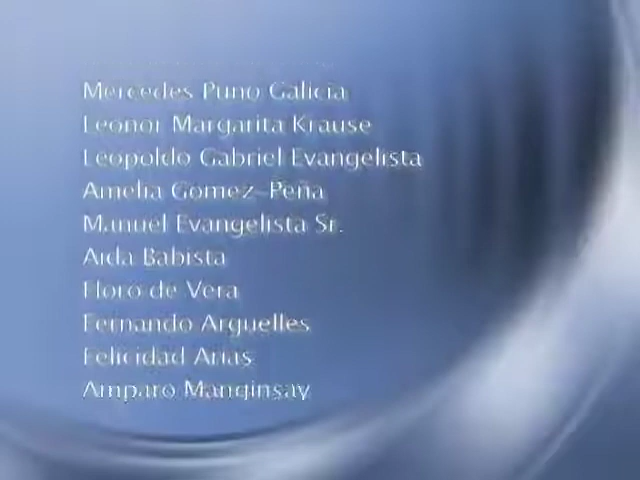 Mercedes Puno Galicia
Leonor Margarita Krause
Leopoldo Gabriel Evangelista
Amelia Gomez-Peña
Manuel Evangelista Sr.
Aida Babista
Floro de Vera
Fernando Arguelles
Felicidad Arias
Amparo Manginsay